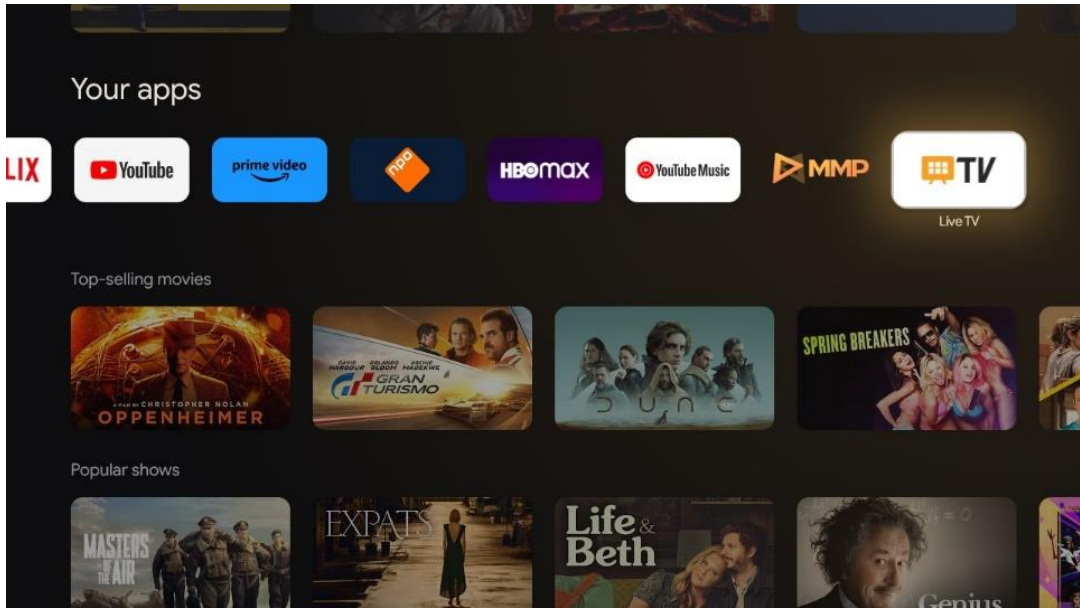 Your apps
LIX
YouTube
prime video
npo
HBOmax
YouTube Music
MMP
TV
Live TV
Top-selling movies
A FILM BY CHRISTOPHER NOLAN
OPPENHEIMER
DAVID HARBOUR ORLANDO BLOOM ARCHIE MADEKWE
GRAN
TURISMO
DUNE
SPRING BREAKERS
Popular shows
MASTERS
OF THE AIR
EXPATS
Life &
Beth
Genius